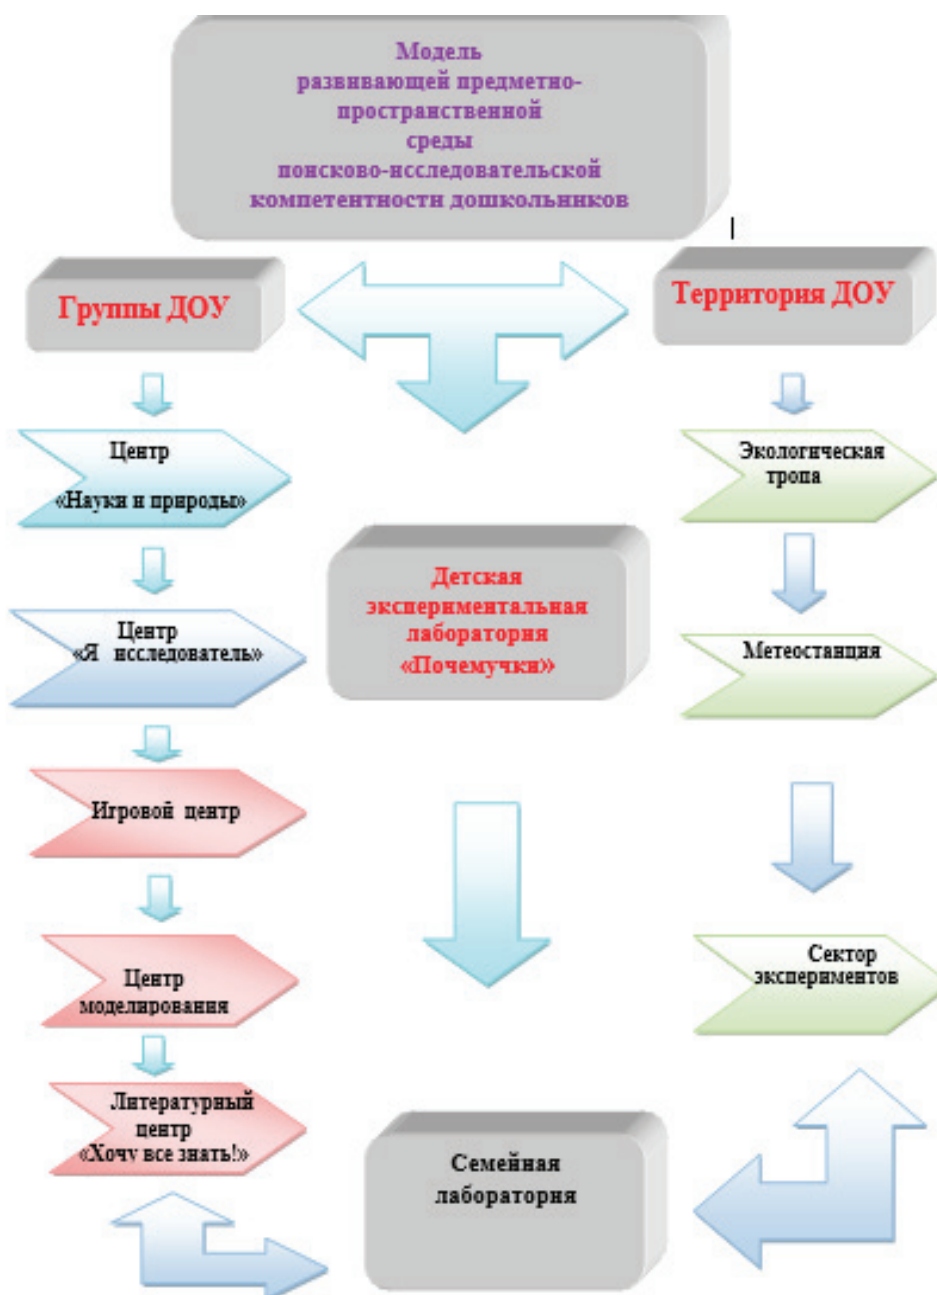 Модель
развивающей предметно-
пространственной
среды
поисково-исследовательской
компетентности дошкольников
Группы ДОУ
Территория ДОУ
Центр
«Науки и природы»
Экологическая
тропа
Детская
экспериментальная
лаборатория
«Почемучки»
Центр
«Я исследователь»
Метеостанция
Игровой центр
Центр
моделирования
Сектор
экспериментов
Литературный
центр
«Хочу все знать!»
Семейная
лаборатория